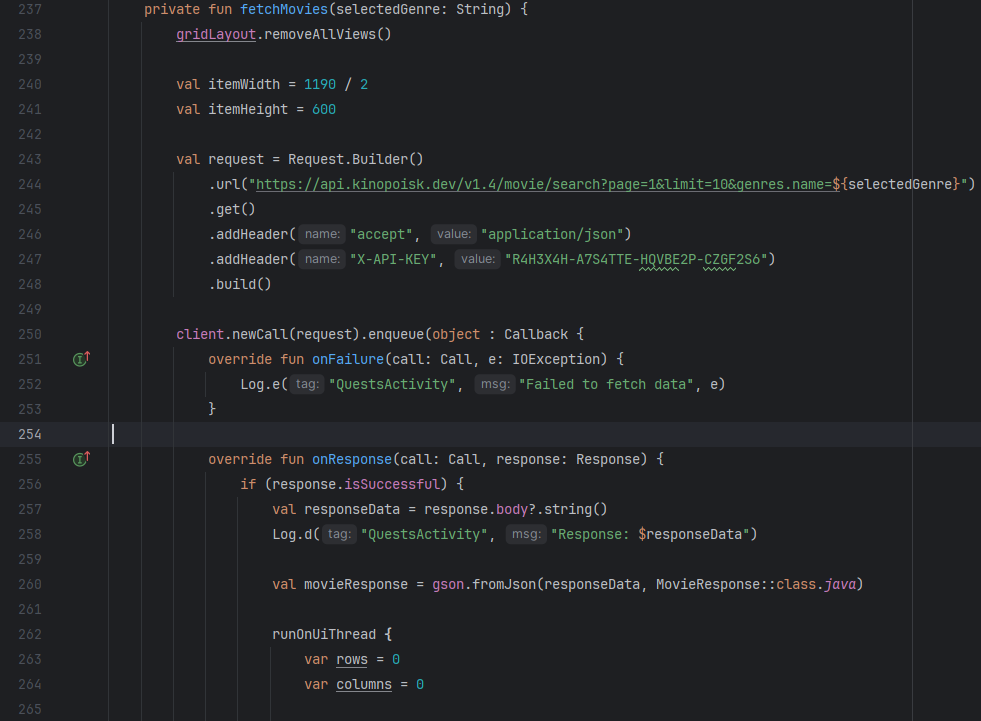 237 private fun fetchMovies(selectedGenre: String) {
238 gridLayout.removeAllViews()
239
240 val itemWidth = 1190 / 2
241 val itemHeight = 600
242
243 val request = Request.Builder()
244 .url("https://api.kinopoisk.dev/v1.4/movie/search?page=1&limit=10&genres.name=${selectedGenre}")
245 .get()
246 .addHeader( name: "accept", value: "application/json")
247 .addHeader( name: "X-API-KEY", value: "R4H3X4H-A7S4TTE-HQVBE2P-CZGF2S6")
248 .build()
249
250 client.newCall(request).enqueue(object : Callback {
251 override fun onFailure(call: Call, e: IOException) {
252 Log.e( tag: "QuestsActivity", msg: "Failed to fetch data", e)
253 }
254
255 override fun onResponse(call: Call, response: Response) {
256 if (response.isSuccessful) {
257 val responseData = response.body?.string()
258 Log.d( tag: "QuestsActivity", msg: "Response: $responseData")
259
260 val movieResponse = gson.fromJson(responseData, MovieResponse::class.java)
261
262 runOnUiThread {
263 var rows = 0
264 var columns = 0
265